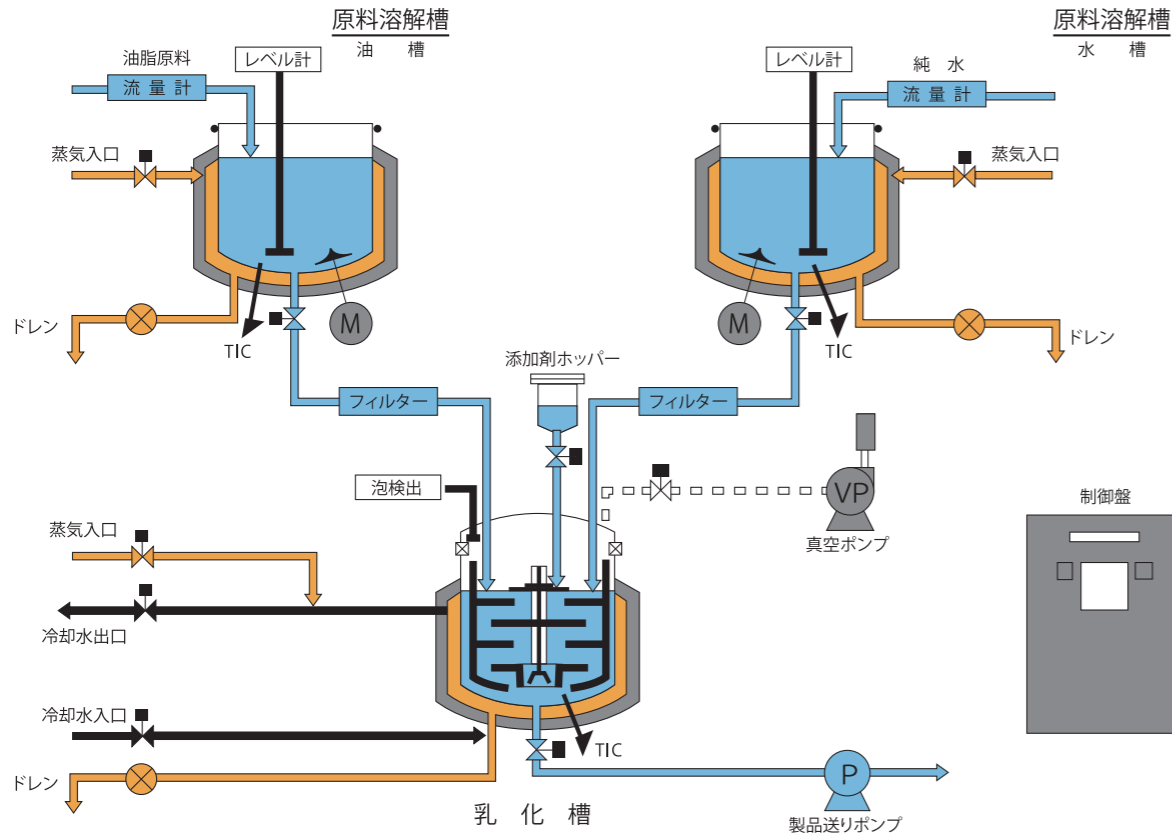 原料溶解槽
油 槽
原料溶解槽
水 槽
油脂原料
流量計
レベル計
レベル計
純 水
流量計
蒸気入口
蒸気入口
M
M
ドレン
TIC
TIC
ドレン
添加剤ホッパー
フィルター
フィルター
泡検出
VP
真空ポンプ
制御盤
蒸気入口
冷却水出口
冷却水入口
TIC
ドレン
P
乳 化 槽
製品送りポンプ